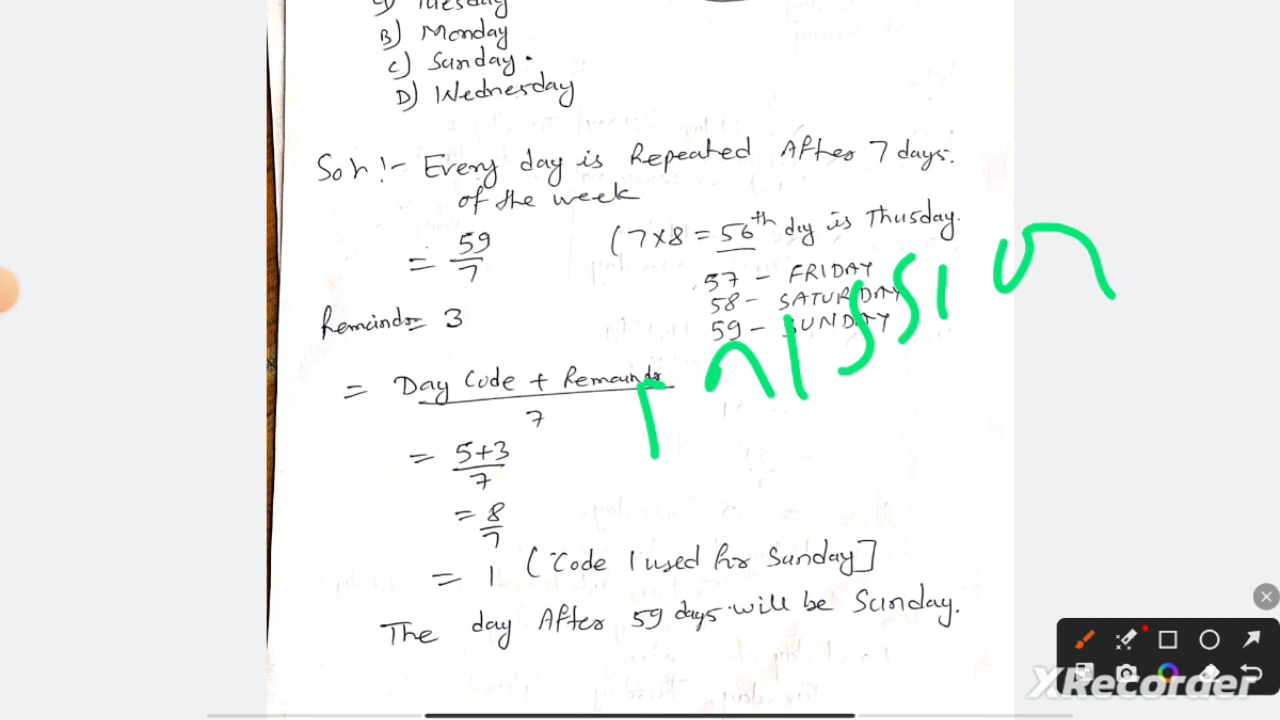 A) Tuesday
B) Monday
C) Sunday.
D) Wednesday
Soln!- Every day is Repeated After 7 days.
of the week
= 59/7
(7x8 = 56th day is Thusday.
57 - FRIDAY
58 - SATURDAY
59 - SUNDAY
Remainder = 3
= Day Code + Remainder
7
= 5+3
7
= 8
7
= 1 (Code 1 used for Sunday]
The day After 59 days will be Sunday.
XRecorder